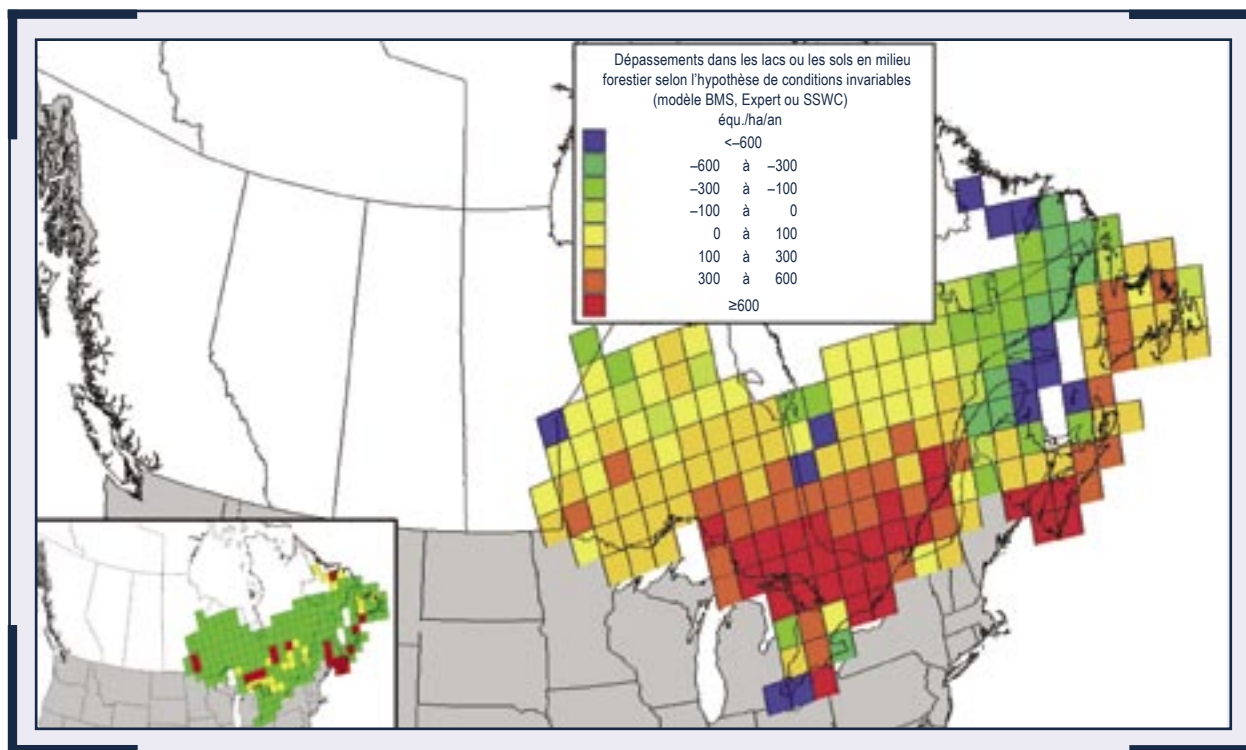 Dépassements dans les lacs ou les sols en milieu
forestier selon l'hypothèse de conditions invariables
(modèle BMS, Expert ou SSWC)
équ./ha/an
<–600
–600 à –300
–300 à –100
–100 à 0
0 à 100
100 à 300
300 à 600
≥600